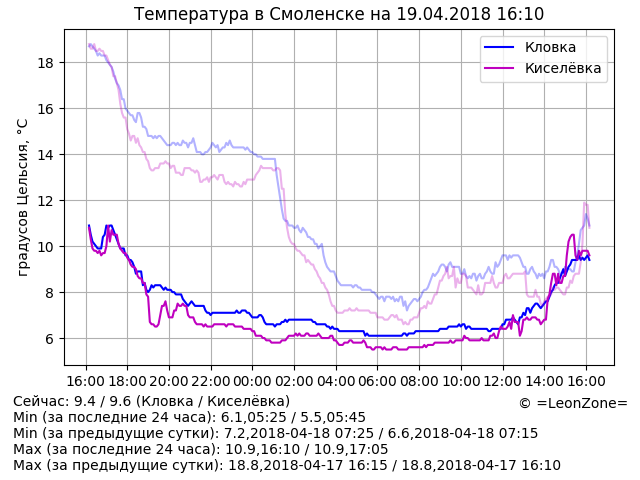 Температура в Смоленске на 19.04.2018 16:10
Кловка
Киселёвка
градусов Цельсия, °C
18
16
14
12
10
8
6
16:00 18:00 20:00 22:00 00:00 02:00 04:00 06:00 08:00 10:00 12:00 14:00 16:00
Сейчас: 9.4 / 9.6 (Кловка / Киселёвка)
© =LeonZone=
Min (за последние 24 часа): 6.1,05:25 / 5.5,05:45
Min (за предыдущие сутки): 7.2,2018-04-18 07:25 / 6.6,2018-04-18 07:15
Max (за последние 24 часа): 10.9,16:10 / 10.9,17:05
Max (за предыдущие сутки): 18.8,2018-04-17 16:15 / 18.8,2018-04-17 16:10